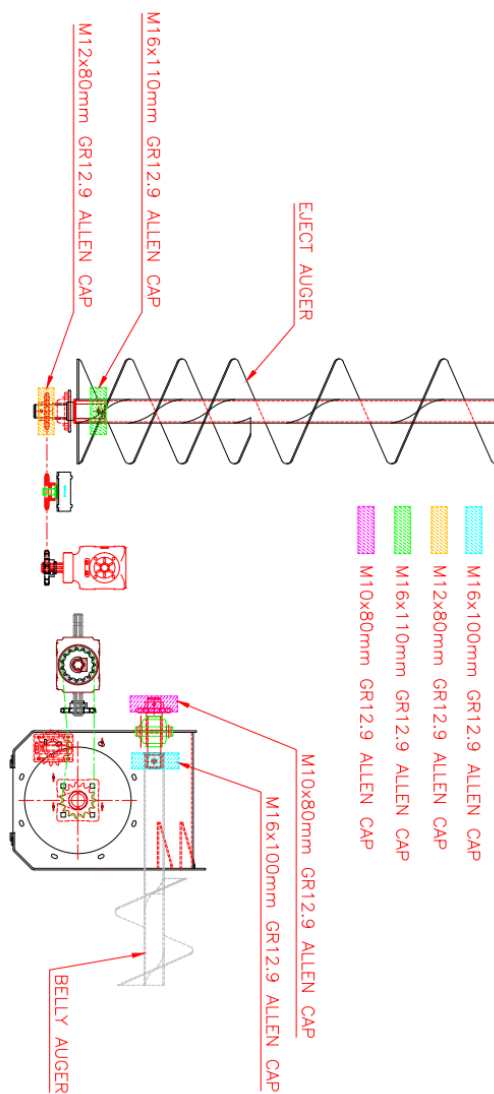 M16x100mm GR12.9 ALLEN CAP
M12x80mm GR12.9 ALLEN CAP
M16x110mm GR12.9 ALLEN CAP
M10x80mm GR12.9 ALLEN CAP
EJECT AUGER
M10x80mm GR12.9 ALLEN CAP
M16x100mm GR12.9 ALLEN CAP
M16x110mm GR12.9 ALLEN CAP
M12x80mm GR12.9 ALLEN CAP
BELLY AUGER